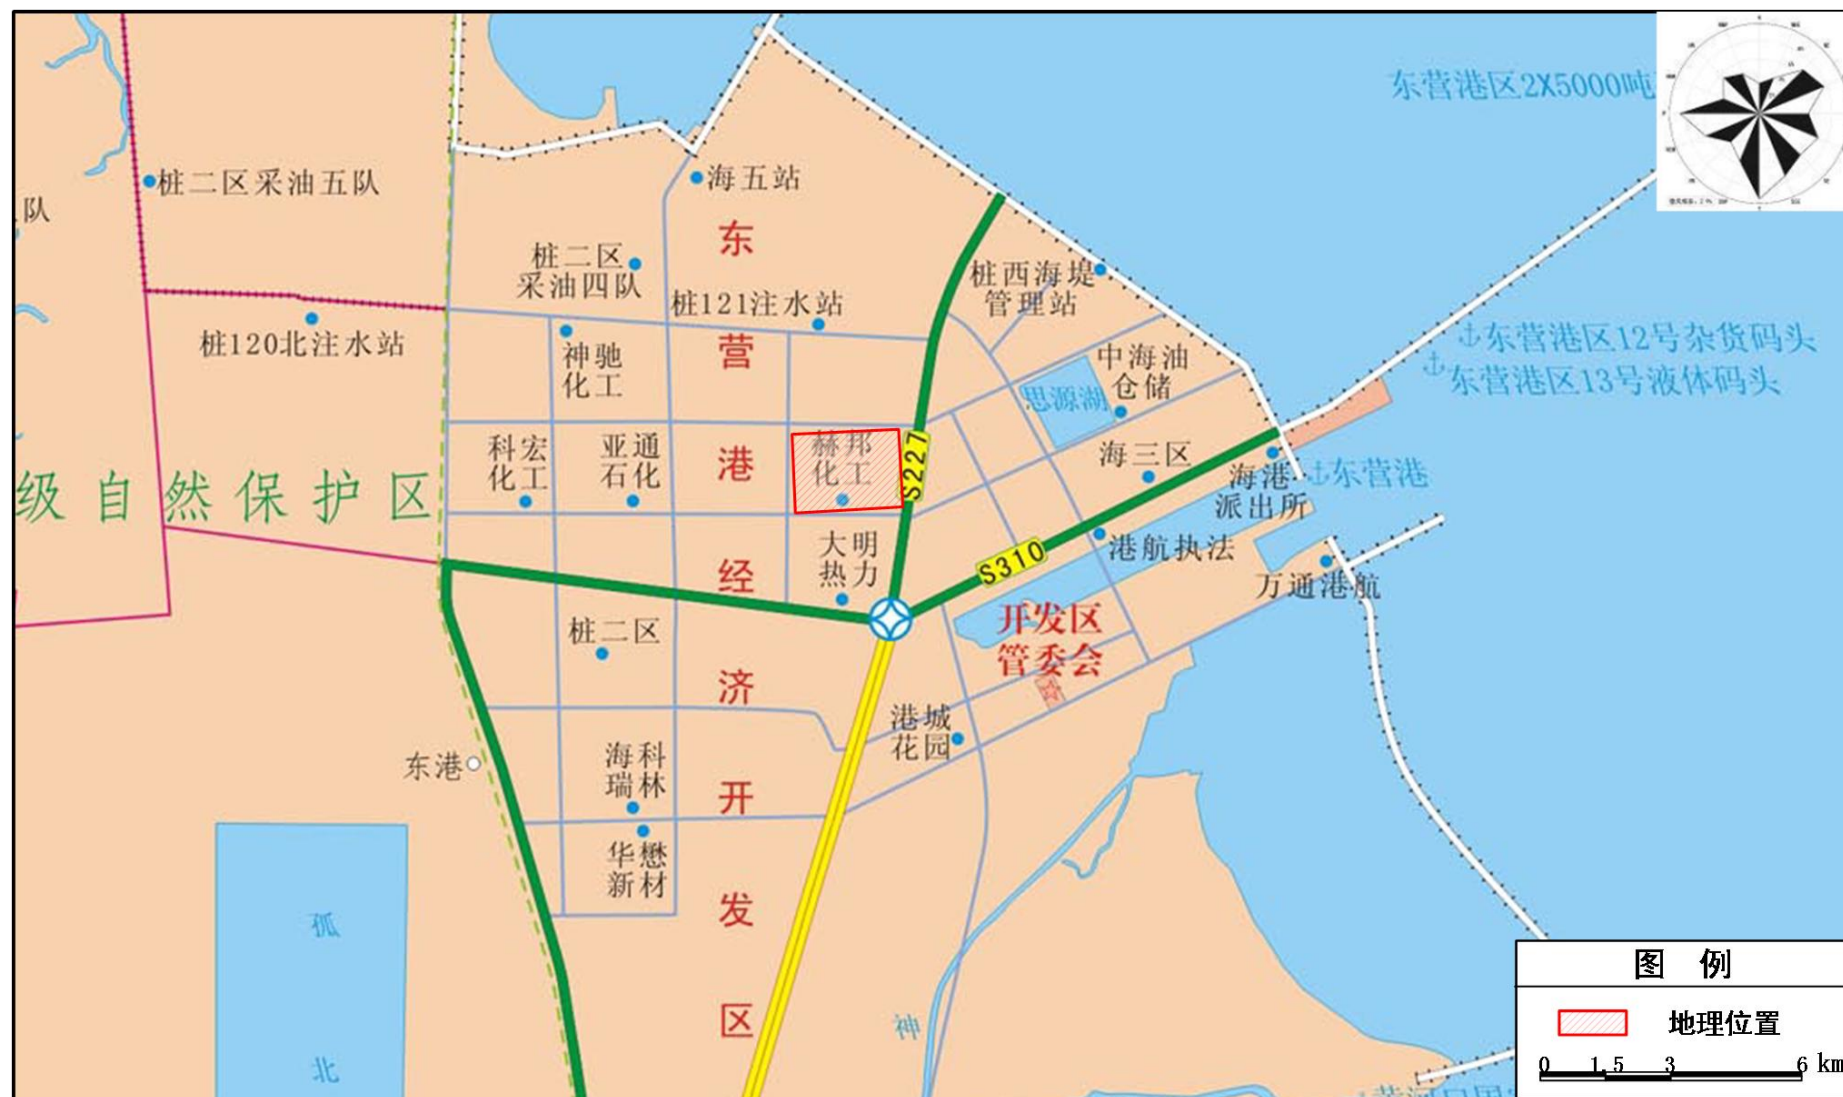 东营港区2X5000吨
桩二区采油五队
队
海五站
东
桩二区
采油四队
桩西海堤
管理站
桩121注水站
桩120北注水站
营
神驰
化工
中海油
仓储
思源湖
东营港区12号杂货码头
东营港区13号液体码头
科宏
化工
亚通
石化
港
赫邦
化工
S227
海三区
海港
派出所
东营港
级自然保护区
大明
热力
经
S310
港航执法
万通港航
开发区
管委会
桩二区
济
港城
花园
东港
海科
瑞林
开
华懋
新材
发
孤
区
神
北
图 例
地理位置
0 1.5 3 6 km